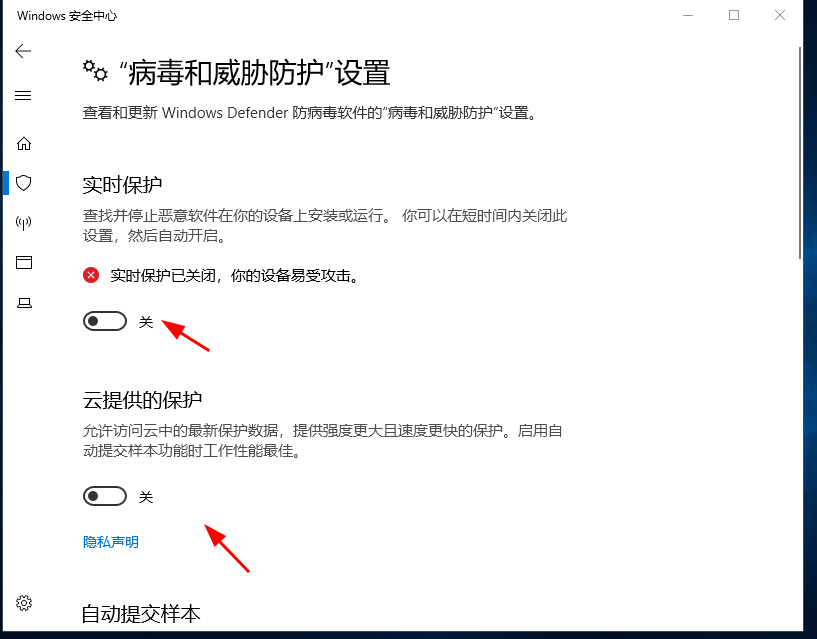 Windows 安全中心
“病毒和威胁防护”设置
查看和更新 Windows Defender 防病毒软件的“病毒和威胁防护”设置。
实时保护
查找并停止恶意软件在你的设备上安装或运行。 你可以在短时间内关闭此
设置，然后自动开启。
实时保护已关闭，你的设备易受攻击。
关
云提供的保护
允许访问云中的最新保护数据，提供强度更大且速度更快的保护。启用自
动提交样本功能时工作性能最佳。
关
隐私声明
自动提交样本